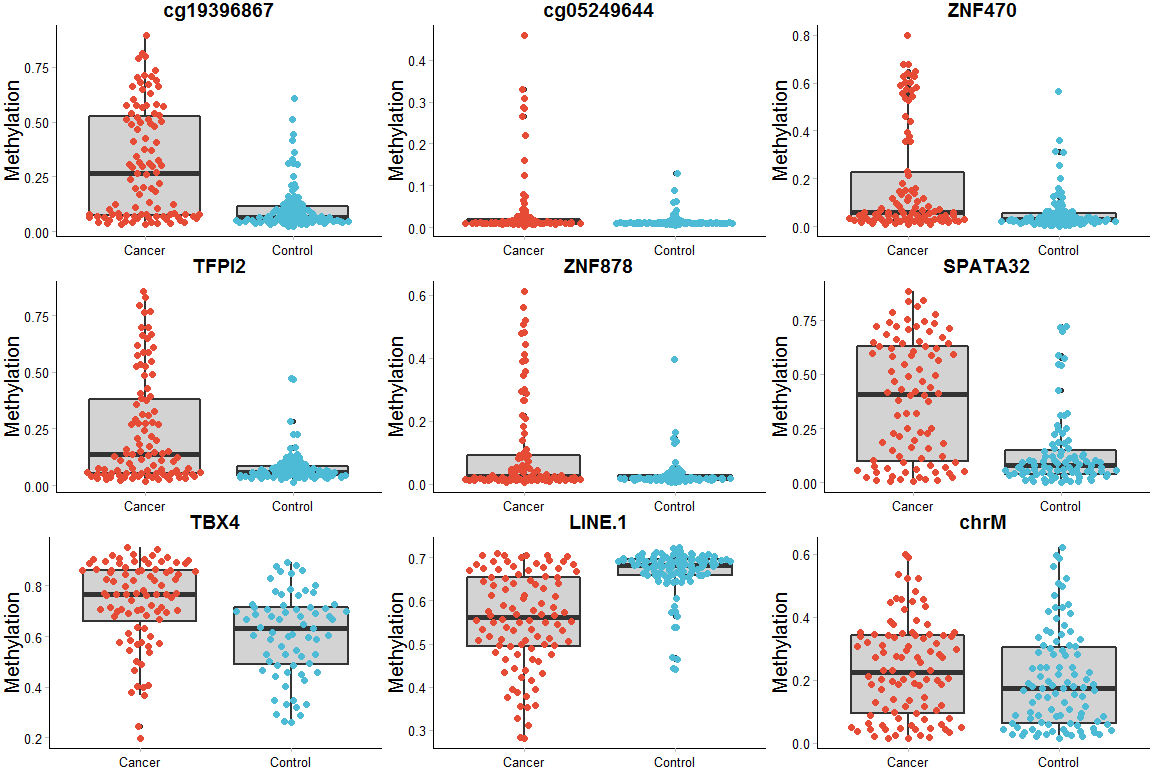 cg19396867
Methylation
0.75
0.50
0.25
0.00
Cancer Control
cg05249644
Methylation
0.4
0.3
0.2
0.1
0.0
Cancer Control
ZNF470
Methylation
0.8
0.6
0.4
0.2
0.0
Cancer Control
TFPI2
Methylation
0.75
0.50
0.25
0.00
Cancer Control
ZNF878
Methylation
0.6
0.4
0.2
0.0
Cancer Control
SPATA32
Methylation
0.75
0.50
0.25
0.00
Cancer Control
TBX4
Methylation
0.8
0.6
0.4
0.2
Cancer Control
LINE.1
Methylation
0.7
0.6
0.5
0.4
0.3
Cancer Control
chrM
Methylation
0.6
0.4
0.2
0.0
Cancer Control